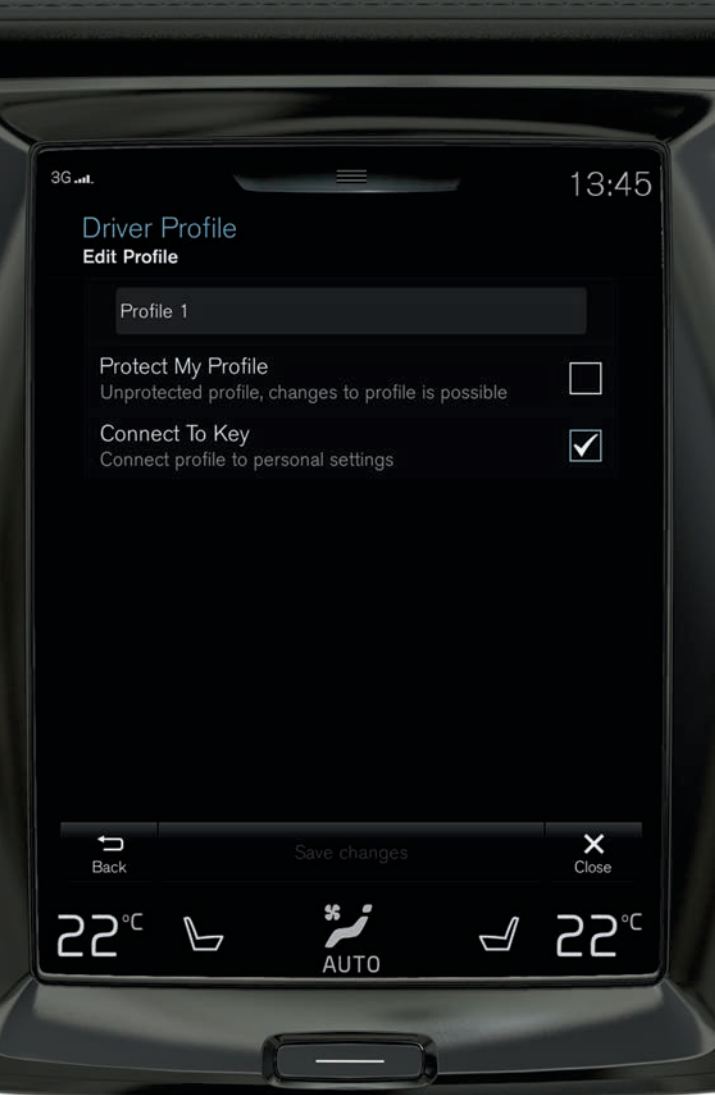 3G
13:45
Driver Profile
Edit Profile
Profile 1
Protect My Profile
Unprotected profile, changes to profile is possible
Connect To Key
Connect profile to personal settings
Back
Save changes
Close
22°C
AUTO
22°C